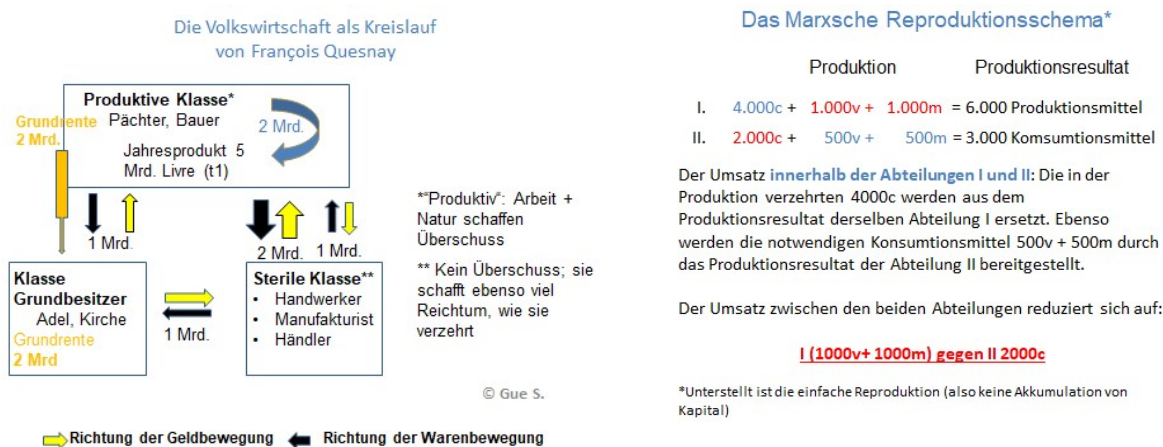 Die Volkswirtschaft als Kreislauf
von François Quesnay
Produktive Klasse*
Pächter, Bauer
Grundrente
2 Mrd.
2 Mrd.
Jahresprodukt 5
Mrd. Livre (t1)
1 Mrd.
2 Mrd.
1 Mrd.
*"Produktiv": Arbeit +
Natur schaffen
Überschuss
** Kein Überschuss; sie
schafft ebenso viel
Reichtum, wie sie
verzehrt
Klasse
Grundbesitzer
Adel, Kirche
Grundrente
2 Mrd
1 Mrd.
Sterile Klasse**
• Handwerker
• Manufakturist
• Händler
© Gue S.
Richtung der Geldbewegung
Richtung der Warenbewegung
Das Marxsche Reproduktionsschema*
Produktion Produktionsresultat
I. 4.000c + 1.000v + 1.000m = 6.000 Produktionsmittel
II. 2.000c + 500v + 500m = 3.000 Komsumtionsmittel
Der Umsatz innerhalb der Abteilungen I und II: Die in der
Produktion verzehrten 4000c werden aus dem
Produktionsresultat derselben Abteilung I ersetzt. Ebenso
werden die notwendigen Konsumtionsmittel 500v + 500m durch
das Produktionsresultat der Abteilung II bereitgestellt.
Der Umsatz zwischen den beiden Abteilungen reduziert sich auf:
I (1000v+ 1000m) gegen II 2000c
*Unterstellt ist die einfache Reproduktion (also keine Akkumulation von
Kapital)